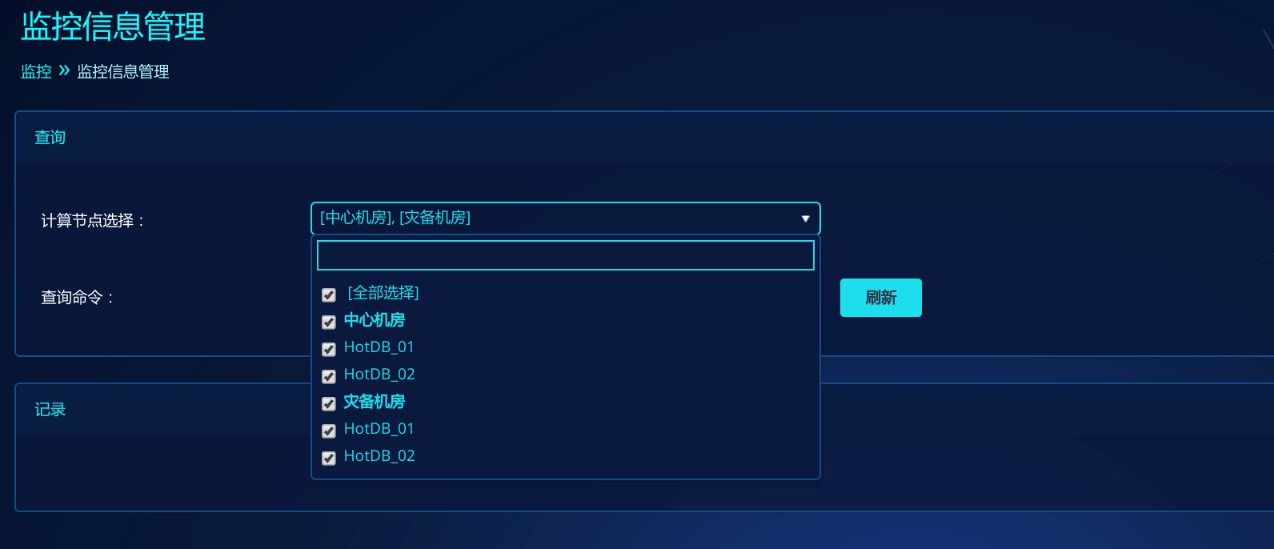 监控信息管理
监控 » 监控信息管理
查询
计算节点选择：
[中心机房], [灾备机房]
[全部选择]
中心机房
HotDB_01
HotDB_02
灾备机房
HotDB_01
HotDB_02
查询命令：
刷新
记录